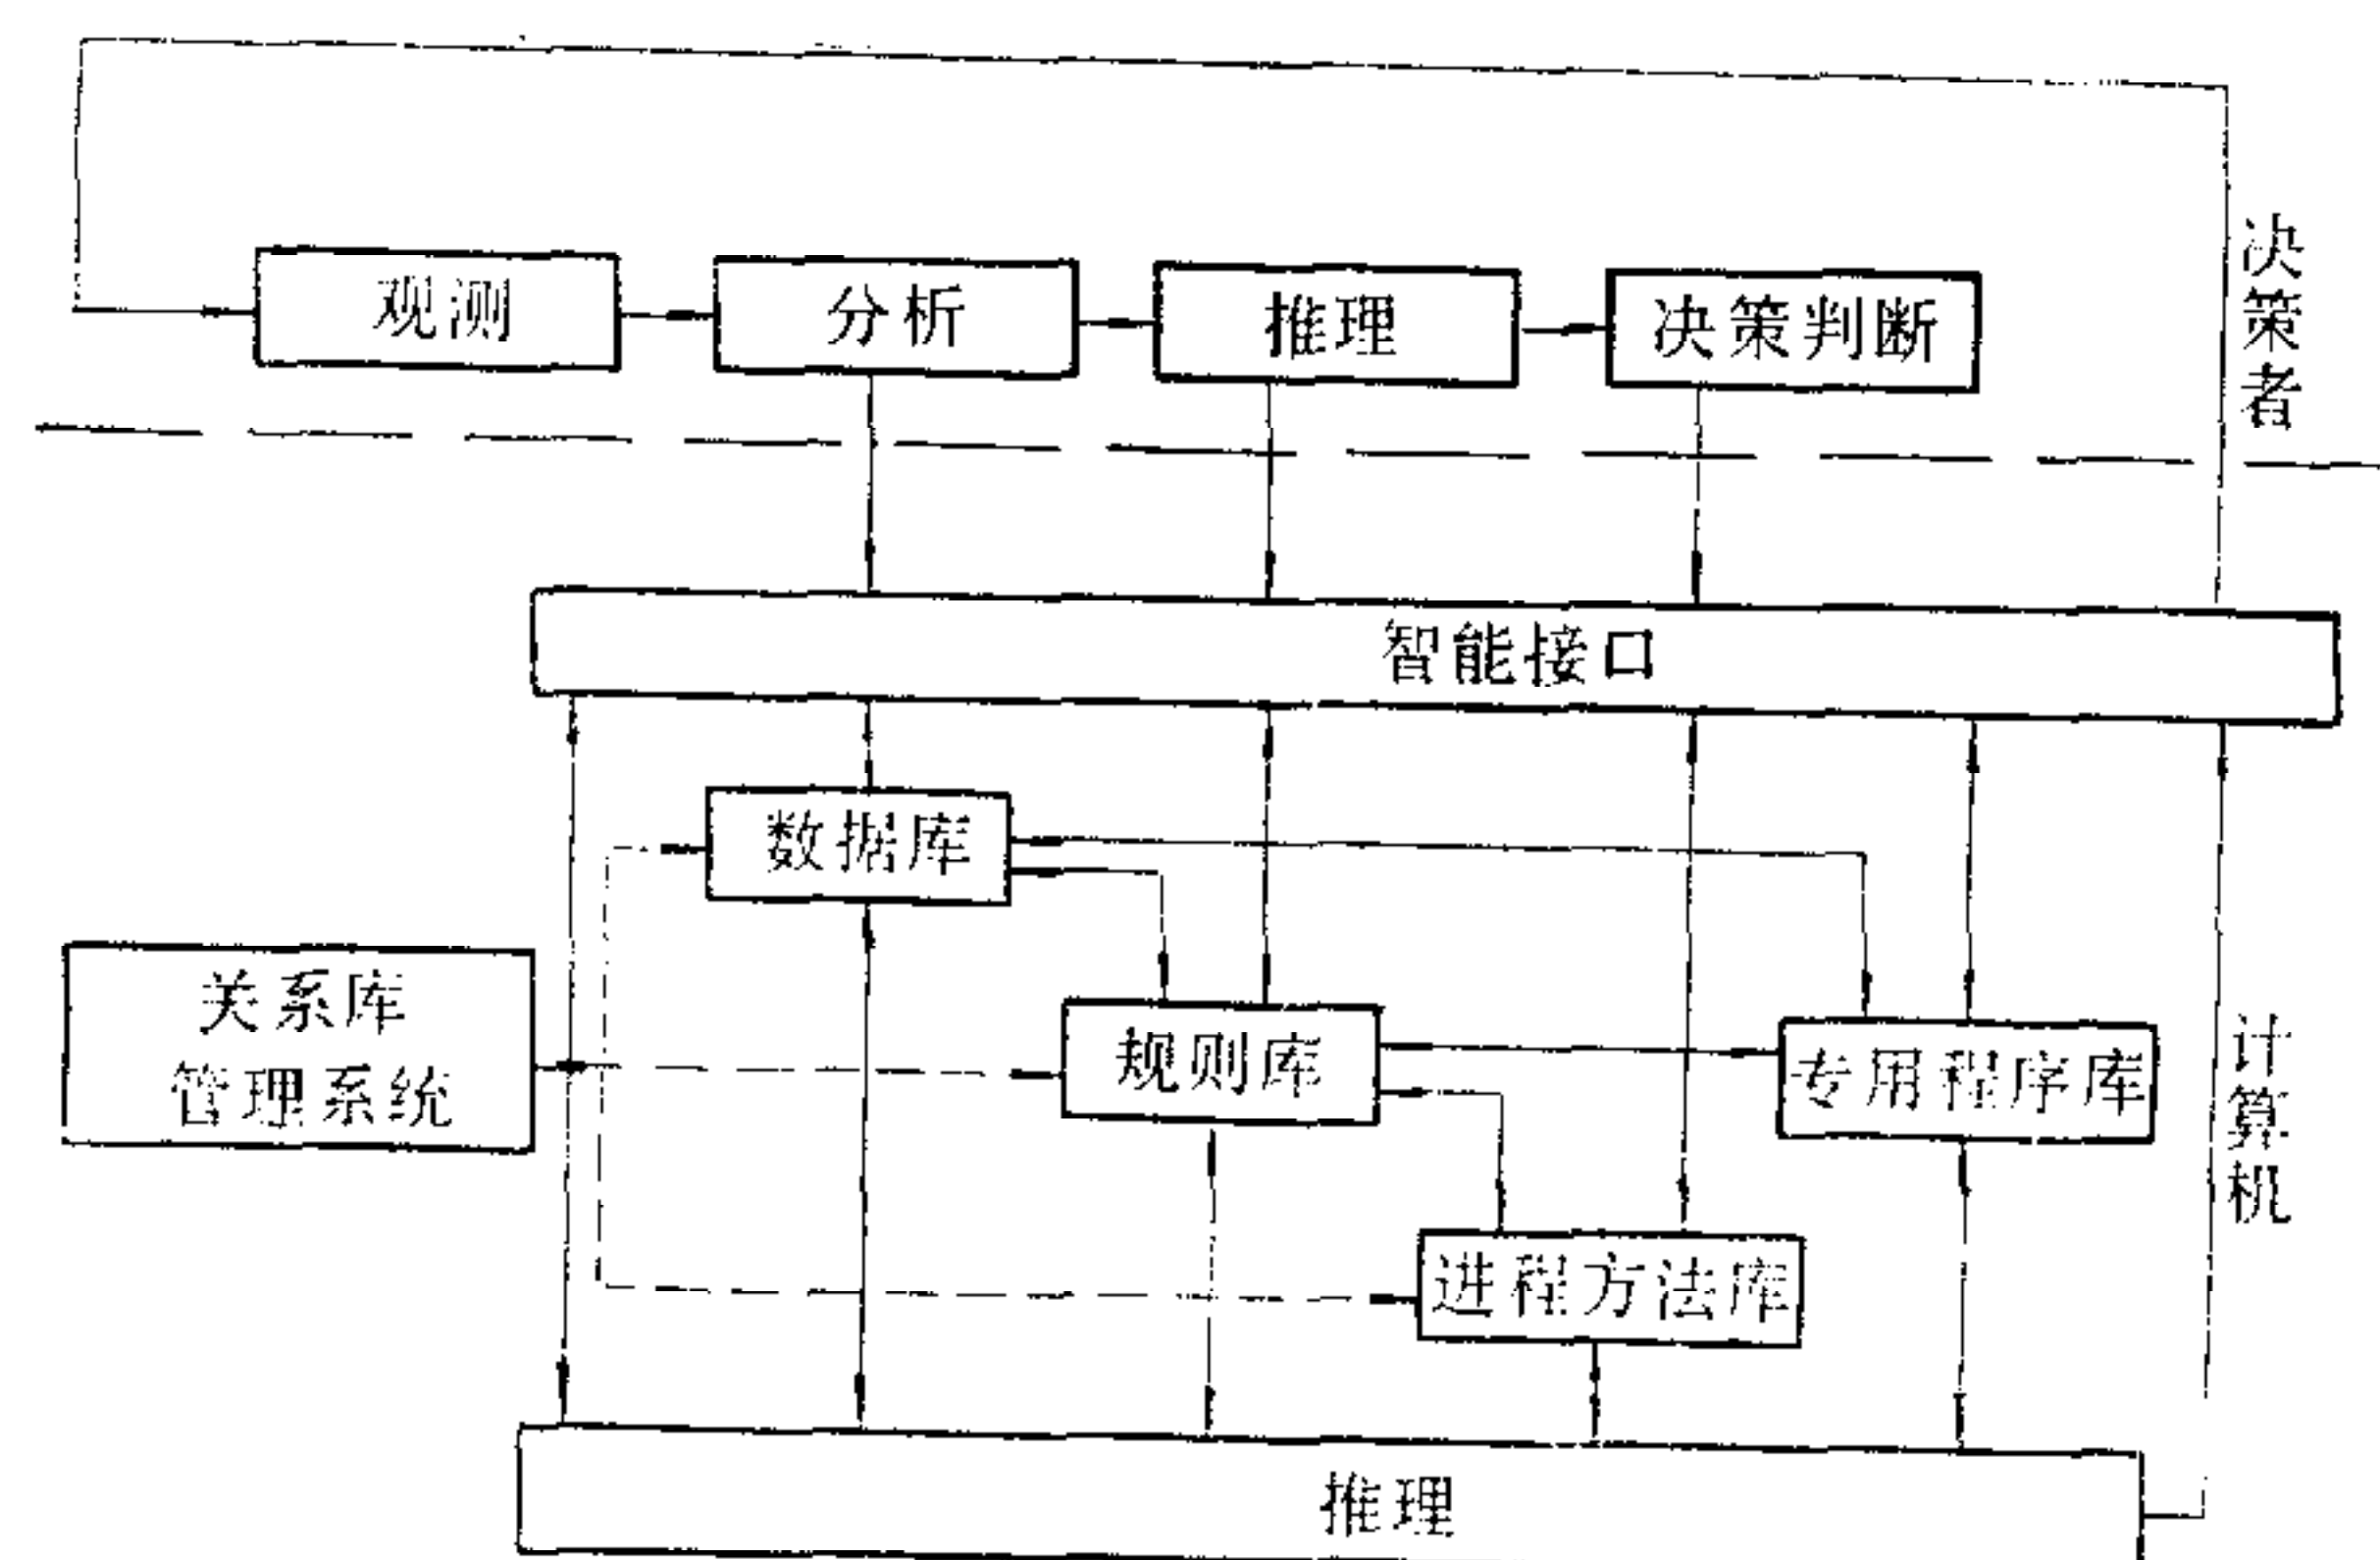 观测
分析
推理
决策判断
决策者
智能接口
数据库
关系库
管理系统
规则库
专用程序库
计算机
进程方法库
推理